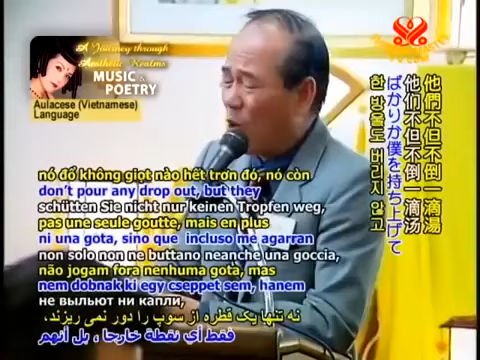 A Journey through
Aesthetic Realms
MUSIC &
POETRY
Aulacese (Vietnamese)
Language
他們不但不倒一滴湯
他们不但不倒一滴汤
ばかりか僕を持ち上げて
한 방울도 버리지 않고
nó đổ không giọt nào hết trơn đó, nó còn
don't pour any drop out, but they
schütten Sie nicht nur keinen Tropfen weg,
pas une seule goutte, mais en plus
ni una gota, sino que incluso me agarran
non solo non ne buttano neanche una goccia,
não jogam fora nenhuma gota, mas
nem dobnak ki egy cseppet sem, hanem
не выльют ни капли,
نه تنها یک قطره از سوپ را دور نمی ریزند،
فقط أي نقطة خارجا ، بل أنهم